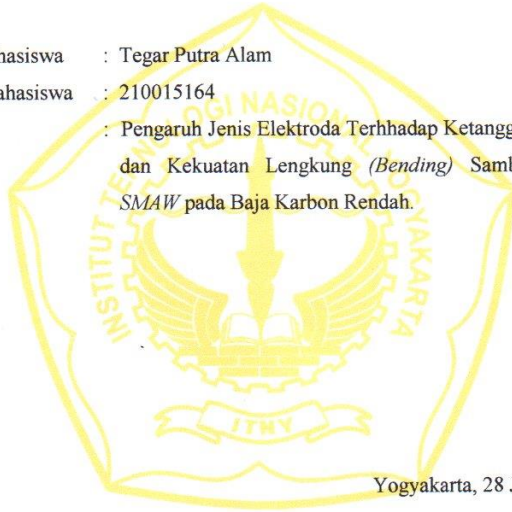 hasiswa : Tegar Putra Alam
ahasiswa : 210015164
: Pengaruh Jenis Elektroda Terhhadap Ketangg
dan Kekuatan Lengkung (Bending) Samb
SMAW pada Baja Karbon Rendah.
INSTITUT TEKNOLOGI NASIONAL YOGYAKARTA
ITNY
Yogyakarta, 28 J